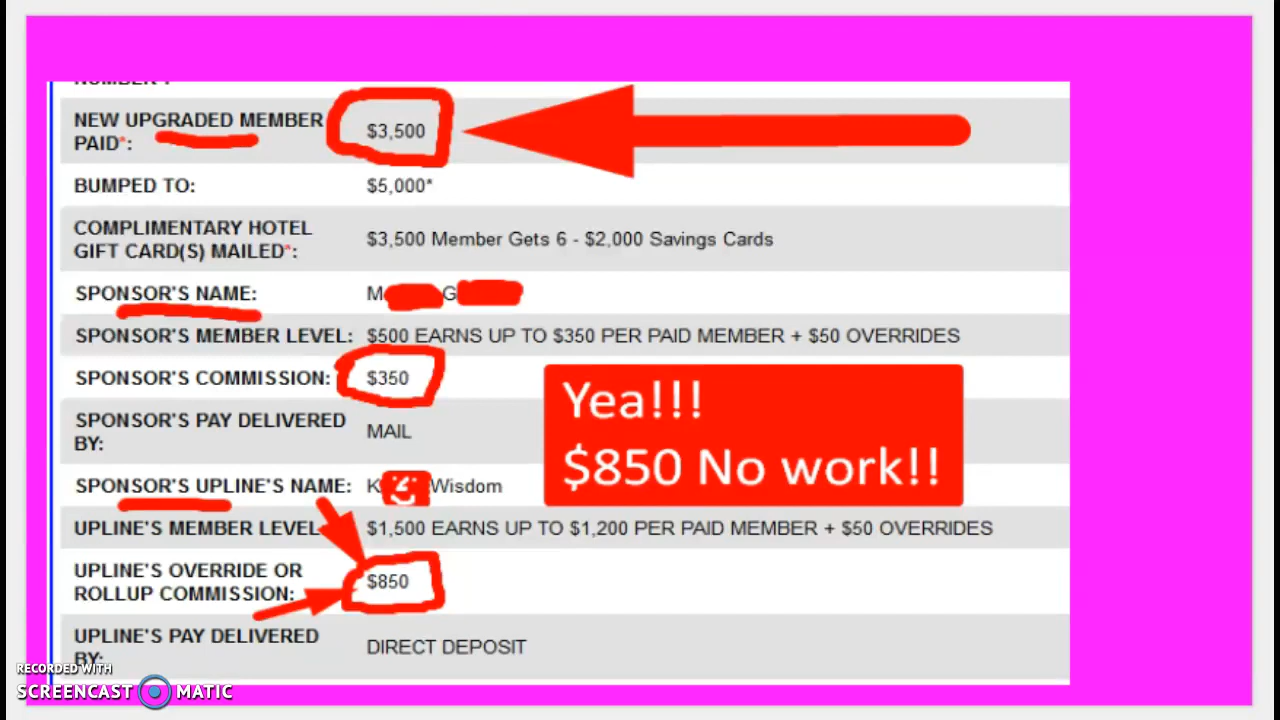 NUMBER
NEW UPGRADED MEMBER
PAID*:
$3,500
BUMPED TO:
$5,000*
COMPLIMENTARY HOTEL
GIFT CARD(S) MAILED*:
$3,500 Member Gets 6 - $2,000 Savings Cards
SPONSOR'S NAME:
M G
SPONSOR'S MEMBER LEVEL:
$500 EARNS UP TO $350 PER PAID MEMBER + $50 OVERRIDES
SPONSOR'S COMMISSION:
$350
Yea!!!
$850 No work!!
SPONSOR'S PAY DELIVERED
BY:
MAIL
SPONSOR'S UPLINE'S NAME:
K Wisdom
UPLINE'S MEMBER LEVEL
$1,500 EARNS UP TO $1,200 PER PAID MEMBER + $50 OVERRIDES
UPLINE'S OVERRIDE OR
ROLLUP COMMISSION:
$850
UPLINE'S PAY DELIVERED
BY:
DIRECT DEPOSIT
RECORDED WITH
SCREENCAST MATIC